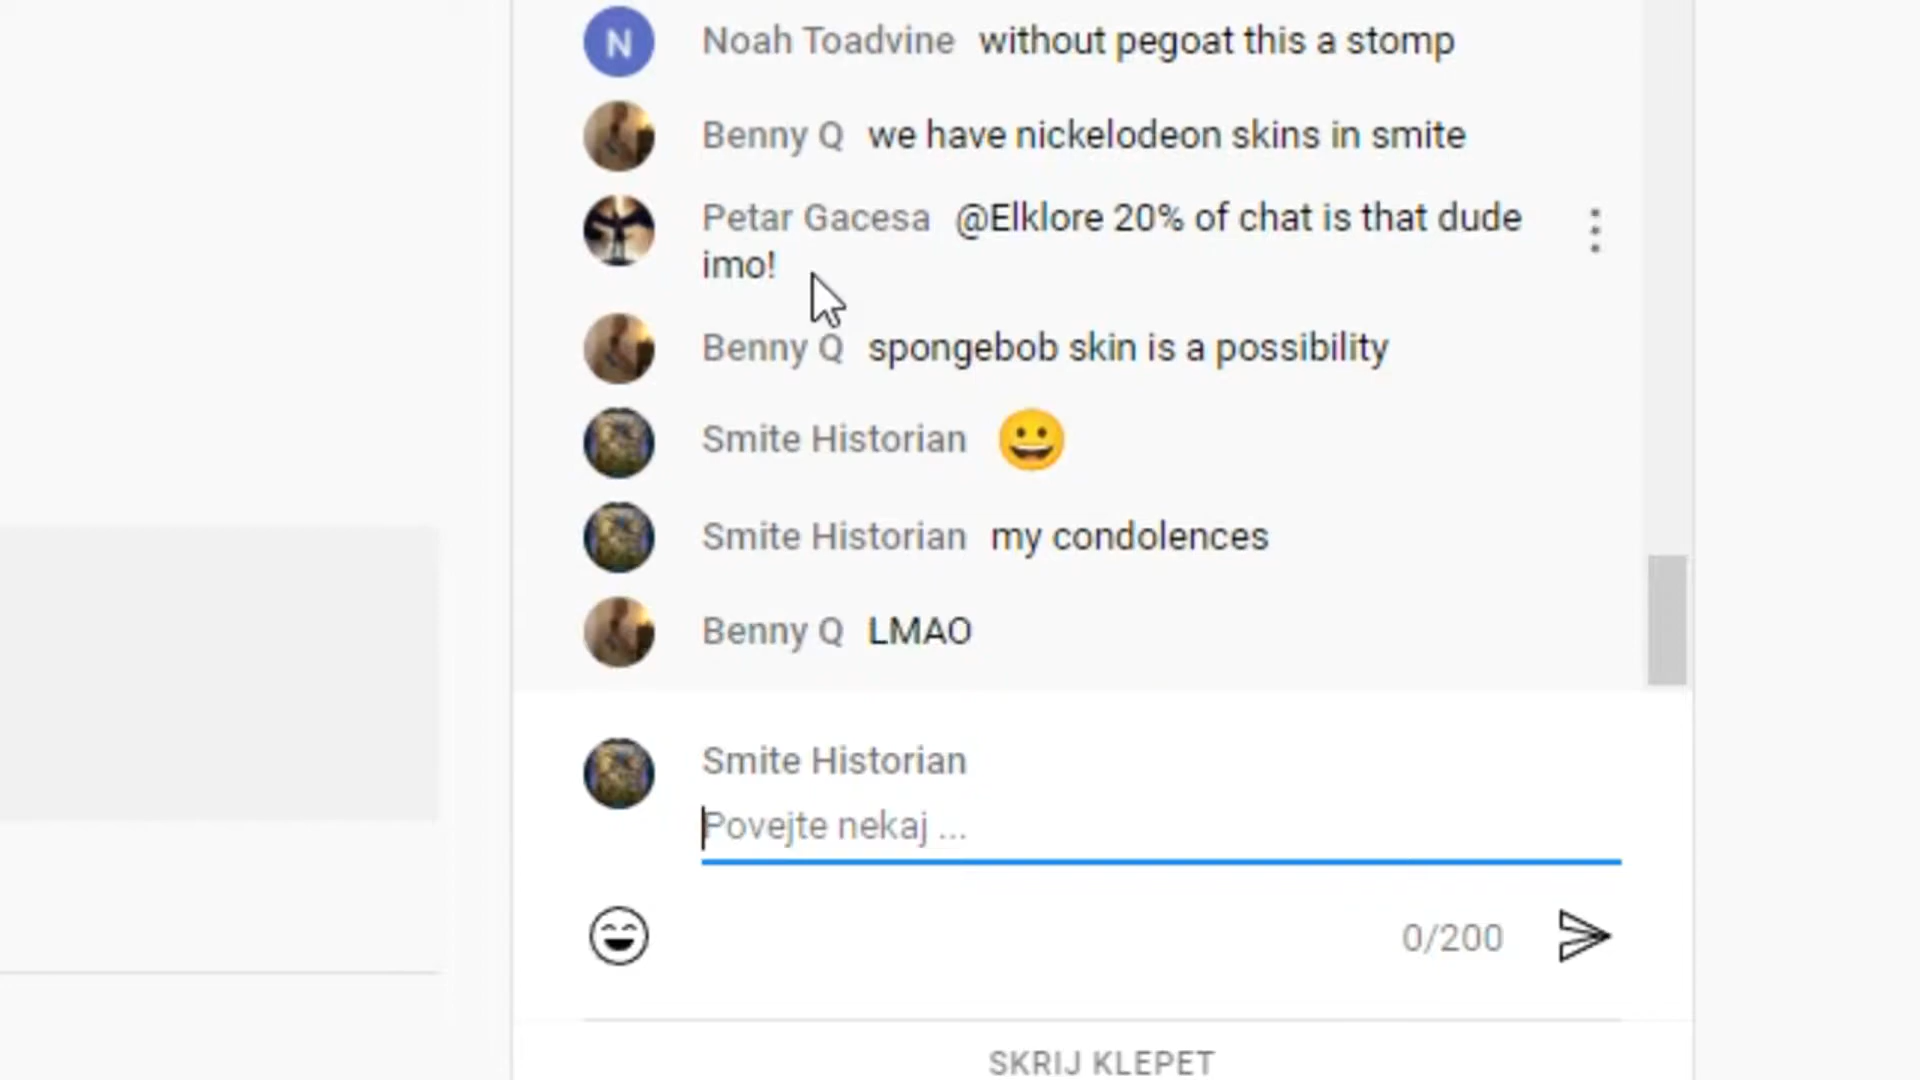 N
Noah Toadvine without pegoat this a stomp
Benny Q we have nickelodeon skins in smite
Petar Gacesa @Elklore 20% of chat is that dude
imo!
Benny Q spongebob skin is a possibility
Smite Historian 😀
Smite Historian my condolences
Benny Q LMAO
Smite Historian
Povejte nekaj ...
0/200
SKRIJ KLEPET